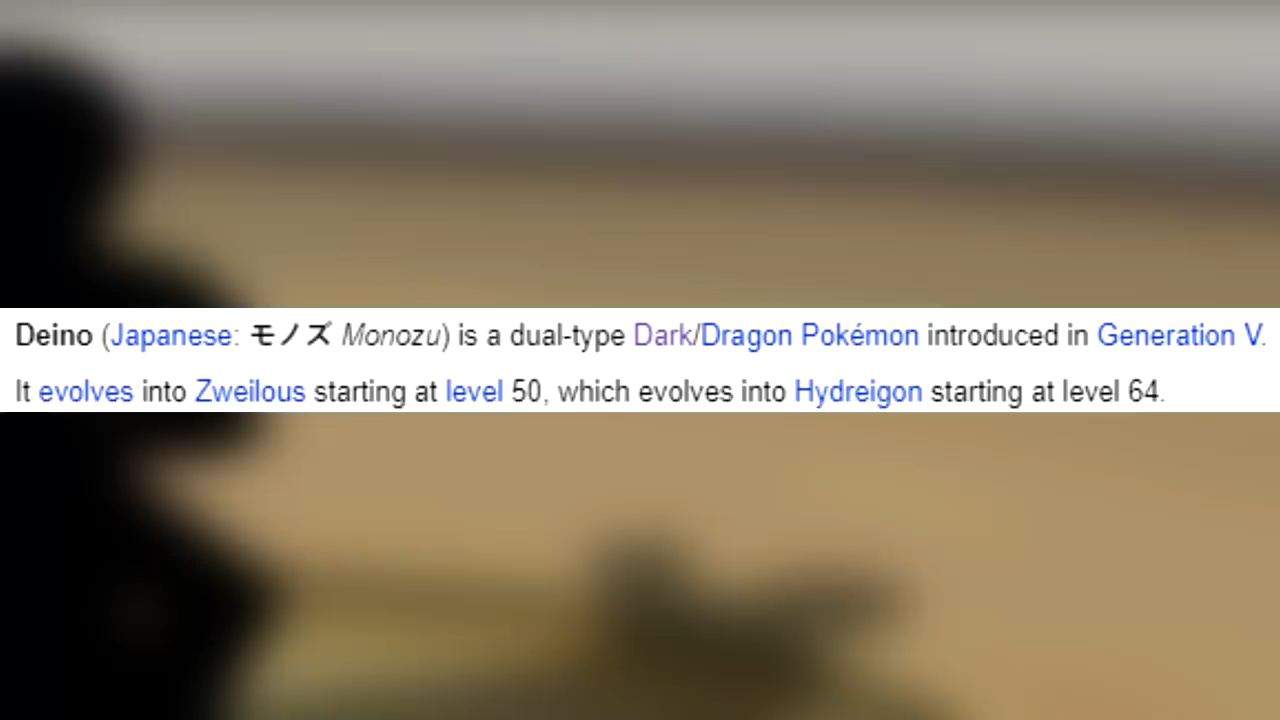 Deino (Japanese: モノズ Monozu) is a dual-type Dark/Dragon Pokémon introduced in Generation V.
It evolves into Zweilous starting at level 50, which evolves into Hydreigon starting at level 64.